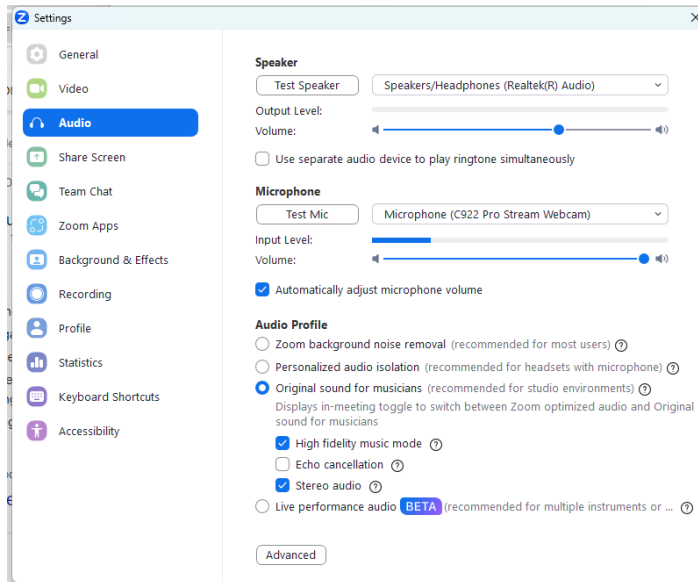 Settings
General
Video
Audio
Share Screen
Team Chat
Zoom Apps
Background & Effects
Recording
Profile
Statistics
Keyboard Shortcuts
Accessibility
Speaker
Test Speaker
Speakers/Headphones (Realtek(R) Audio)
Output Level:
Volume:
Use separate audio device to play ringtone simultaneously
Microphone
Test Mic
Microphone (C922 Pro Stream Webcam)
Input Level:
Volume:
Automatically adjust microphone volume
Audio Profile
Zoom background noise removal (recommended for most users)
Personalized audio isolation (recommended for headsets with microphone)
Original sound for musicians (recommended for studio environments)
Displays in-meeting toggle to switch between Zoom optimized audio and Original
sound for musicians
High fidelity music mode
Echo cancellation
Stereo audio
Live performance audio BETA (recommended for multiple instruments or ...
Advanced